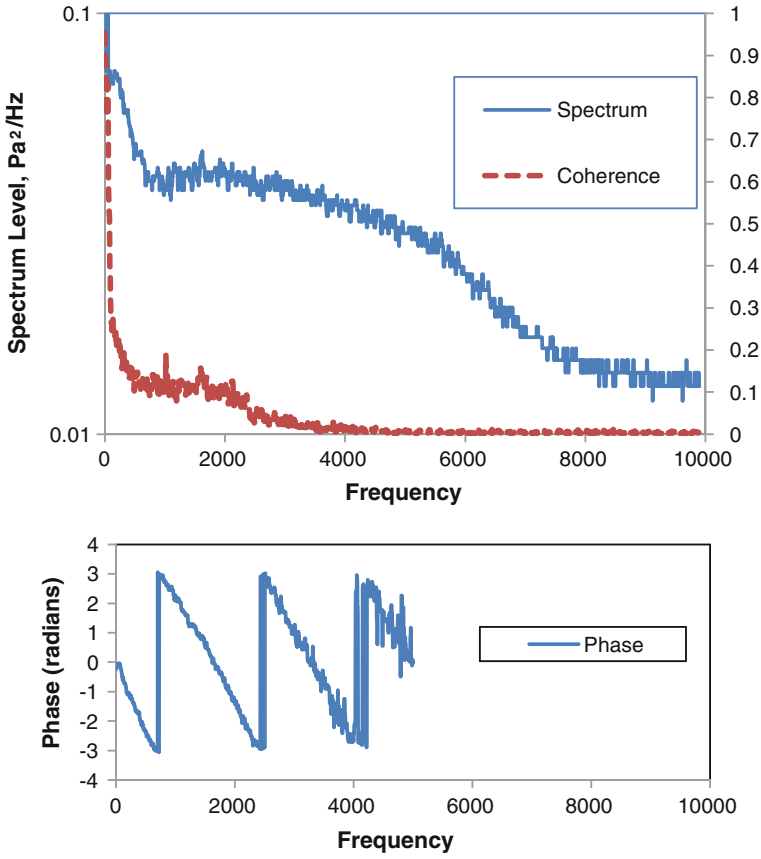 0.1
0.01
Spectrum Level, Pa²/Hz
1
0.9
0.8
0.7
0.6
0.5
0.4
0.3
0.2
0.1
0
Spectrum
Coherence
0 2000 4000 6000 8000 10000
Frequency
4
3
2
1
0
-1
-2
-3
-4
Phase (radians)
Phase
0 2000 4000 6000 8000 10000
Frequency